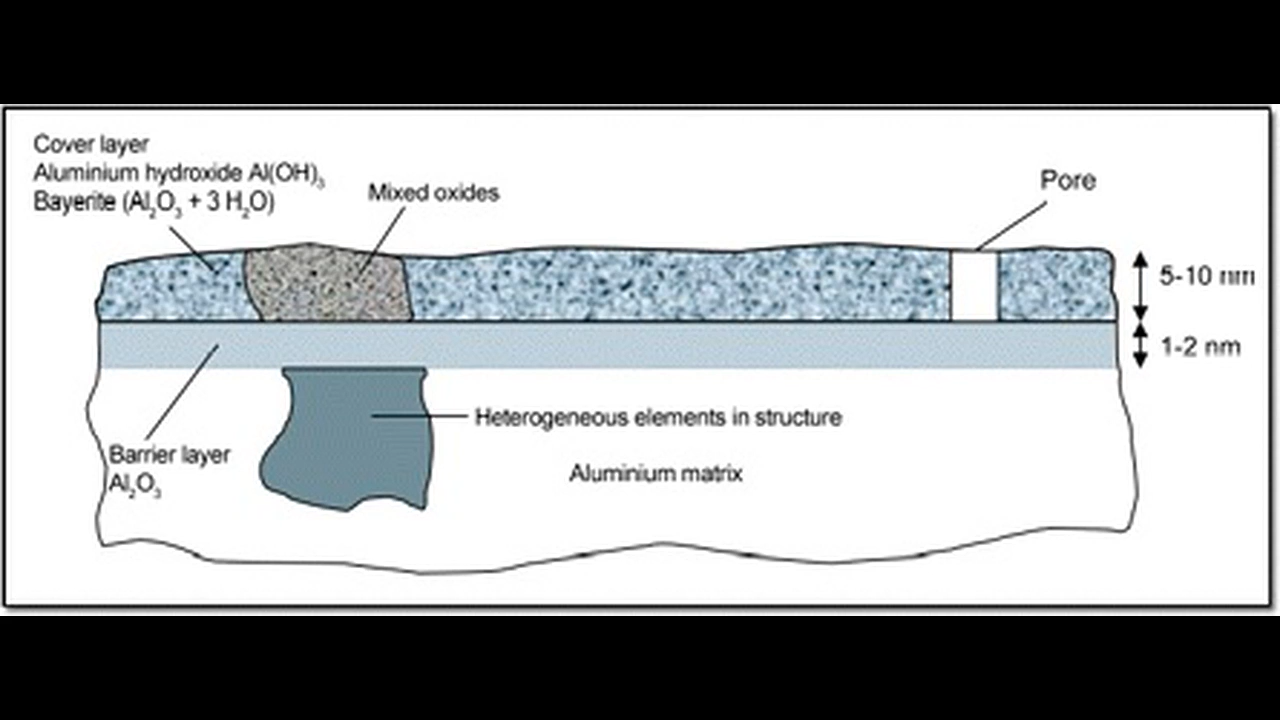 Cover layer
Aluminium hydroxide Al(OH)₃
Bayerite (Al₂O₃ + 3 H₂O)
Mixed oxides
Pore
5-10 nm
1-2 nm
Heterogeneous elements in structure
Barrier layer
Al₂O₃
Aluminium matrix